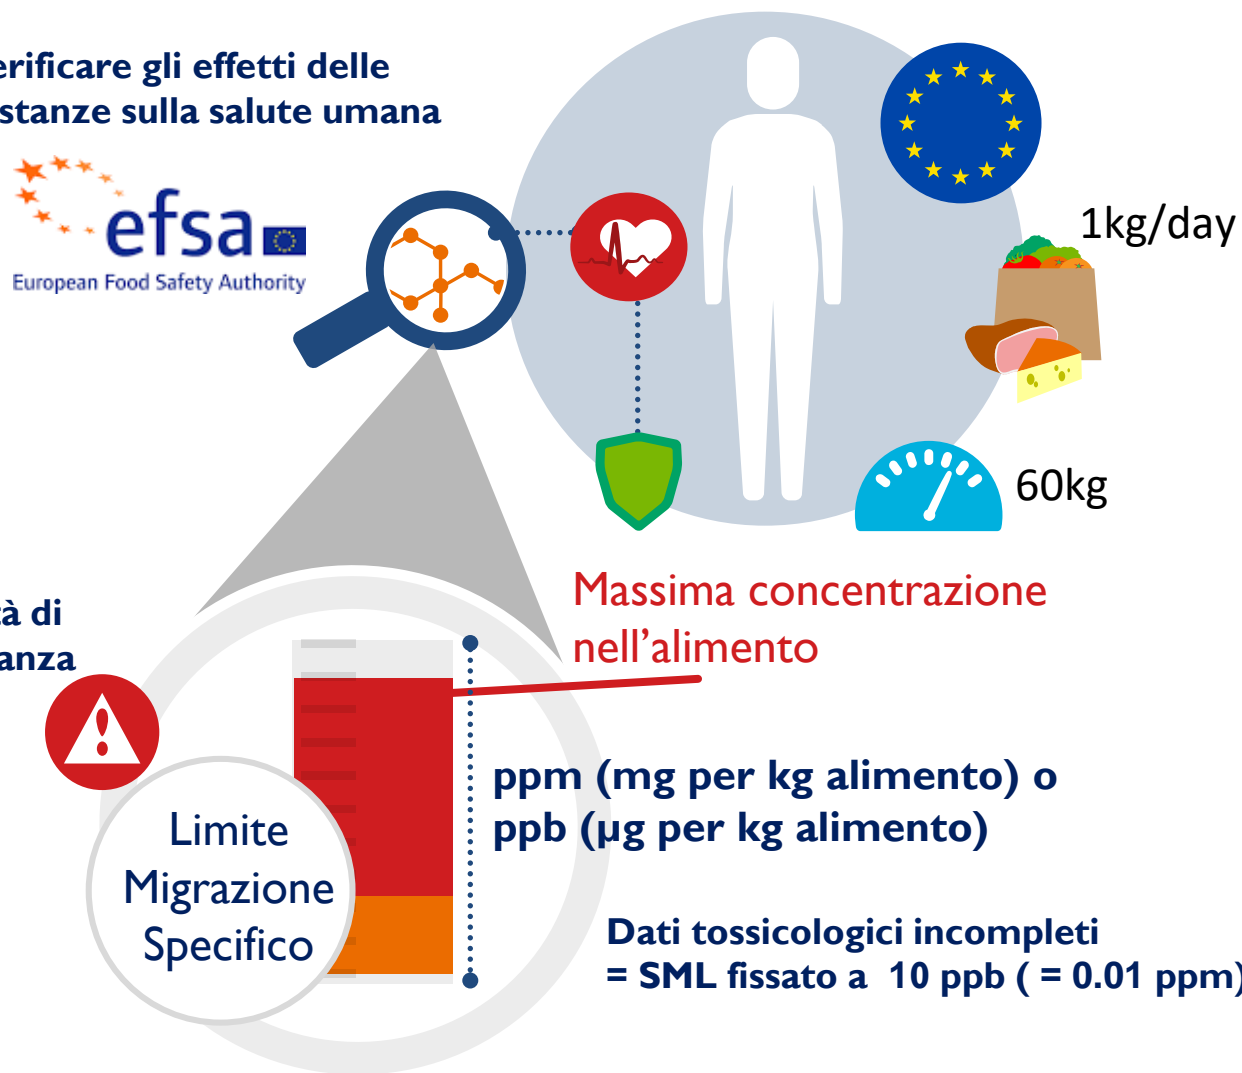 erificare gli effetti delle
stanze sulla salute umana
efsa
European Food Safety Authority
1kg/day
60kg
Massima concentrazione
nell'alimento
tà di
anza
ppm (mg per kg alimento) o
ppb (µg per kg alimento)
Limite
Migrazione
Specifico
Dati tossicologici incompleti
= SML fissato a 10 ppb ( = 0.01 ppm)